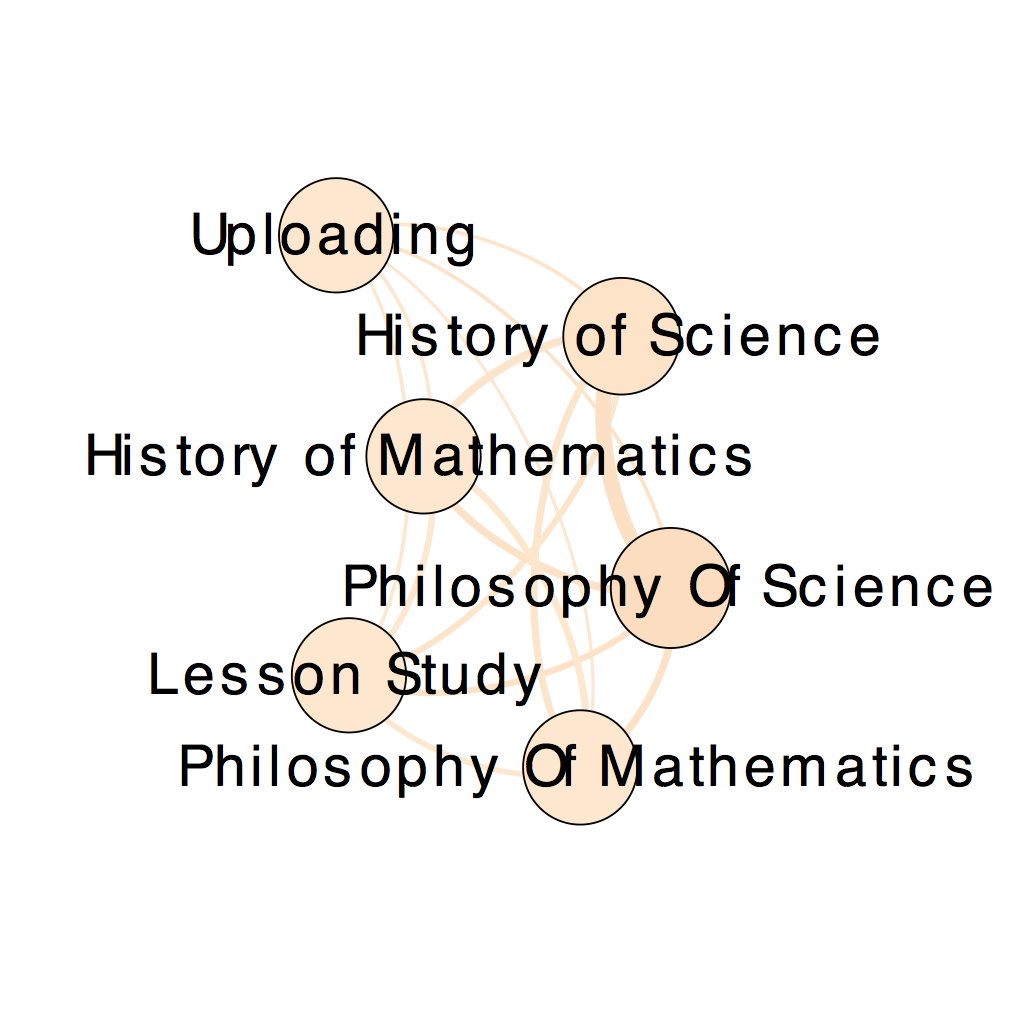 Uploading
History of Science
History of Mathematics
Philosophy Of Science
Lesson Study
Philosophy Of Mathematics